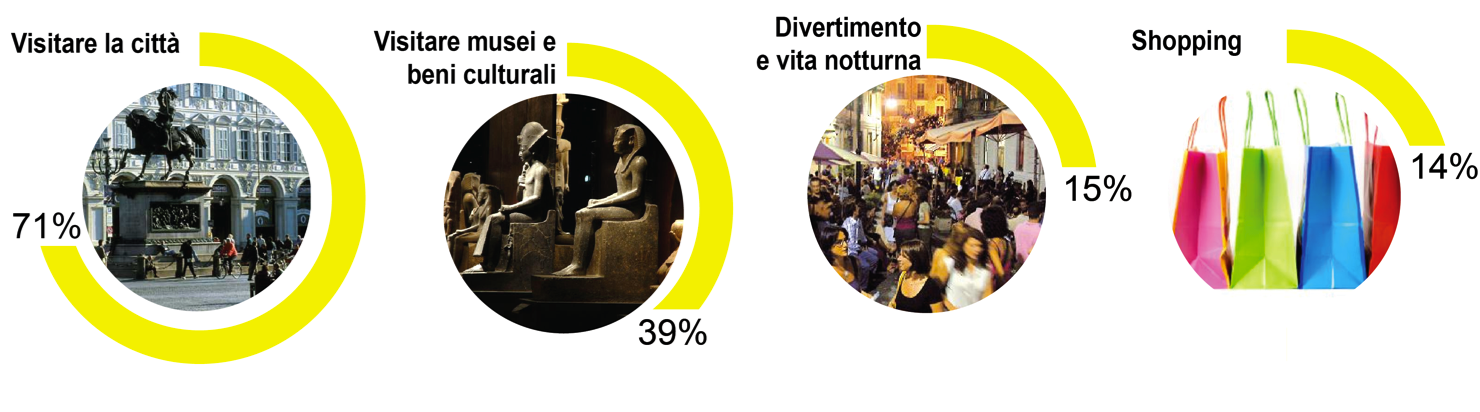 Visitare la città
71%
Visitare musei e
beni culturali
39%
Divertimento
e vita notturna
15%
Shopping
14%